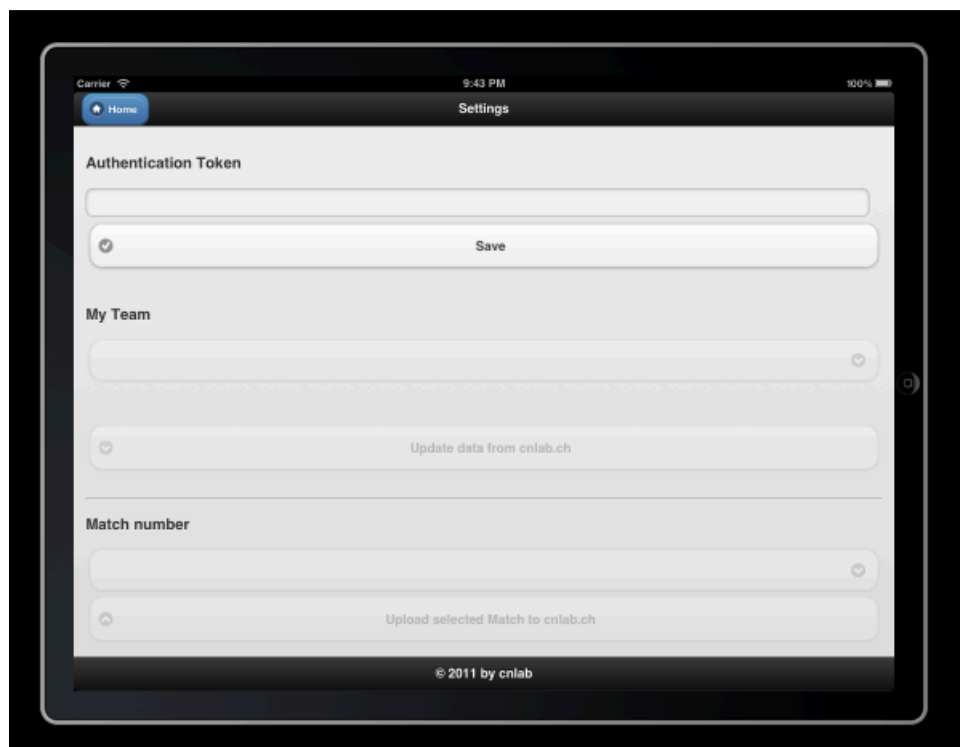 Carrier 9:43 PM 100%
Home Settings
Authentication Token
Save
My Team
Update data from cnlab.ch
Match number
Upload selected Match to cnlab.ch
© 2011 by cnlab